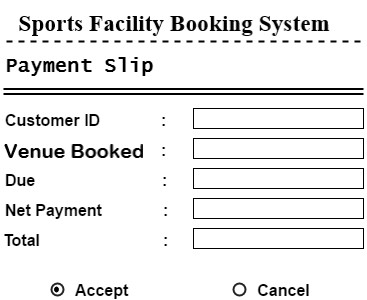 Sports Facility Booking System
Payment Slip
Customer ID :
Venue Booked :
Due :
Net Payment :
Total :
Accept Cancel